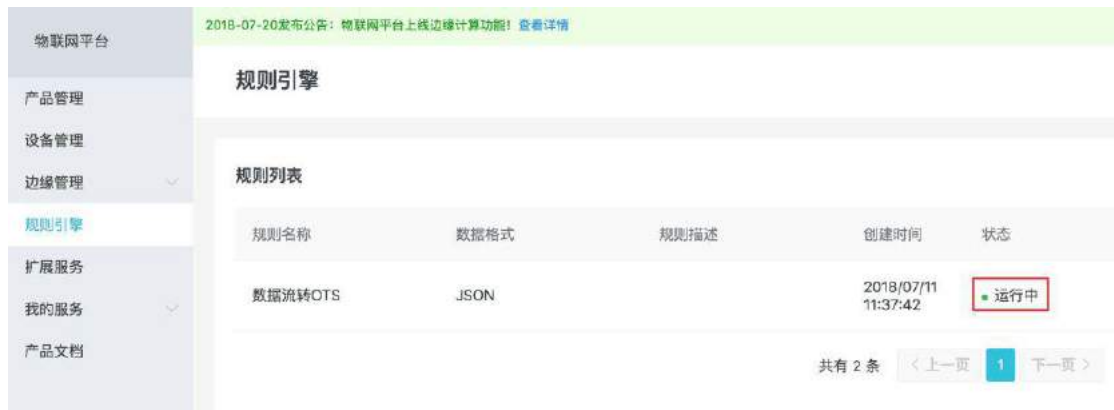 物联网平台
2018-07-20发布公告：物联网平台上线边缘计算功能！查看详情
规则引擎
产品管理
设备管理
边缘管理
规则引擎
扩展服务
我的服务
产品文档
规则列表
规则名称 数据格式 规则描述 创建时间 状态
数据流转OTS JSON 2018/07/11 运行中
11:37:42
共有 2 条 < 上一页 1 下一页 >